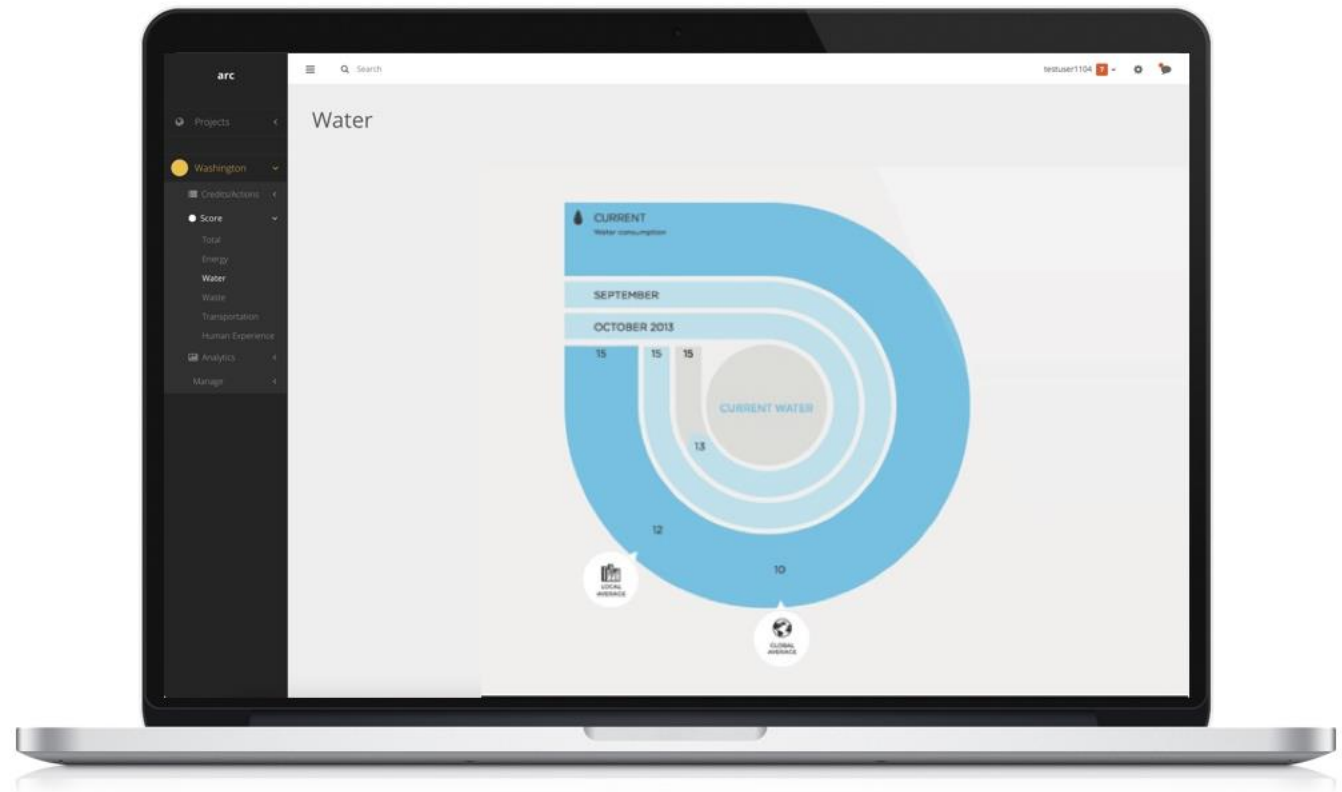 arc
Search
testuser1104 7
Projects
Water
Washington
Credits/Actions
Score
Total
Energy
Water
Waste
Transportation
Human Experience
Analytics
Manage
CURRENT
Water consumption
SEPTEMBER
OCTOBER 2013
15 15 15
CURRENT WATER
13
12
10
LOCAL
AVERAGE
GLOBAL
AVERAGE